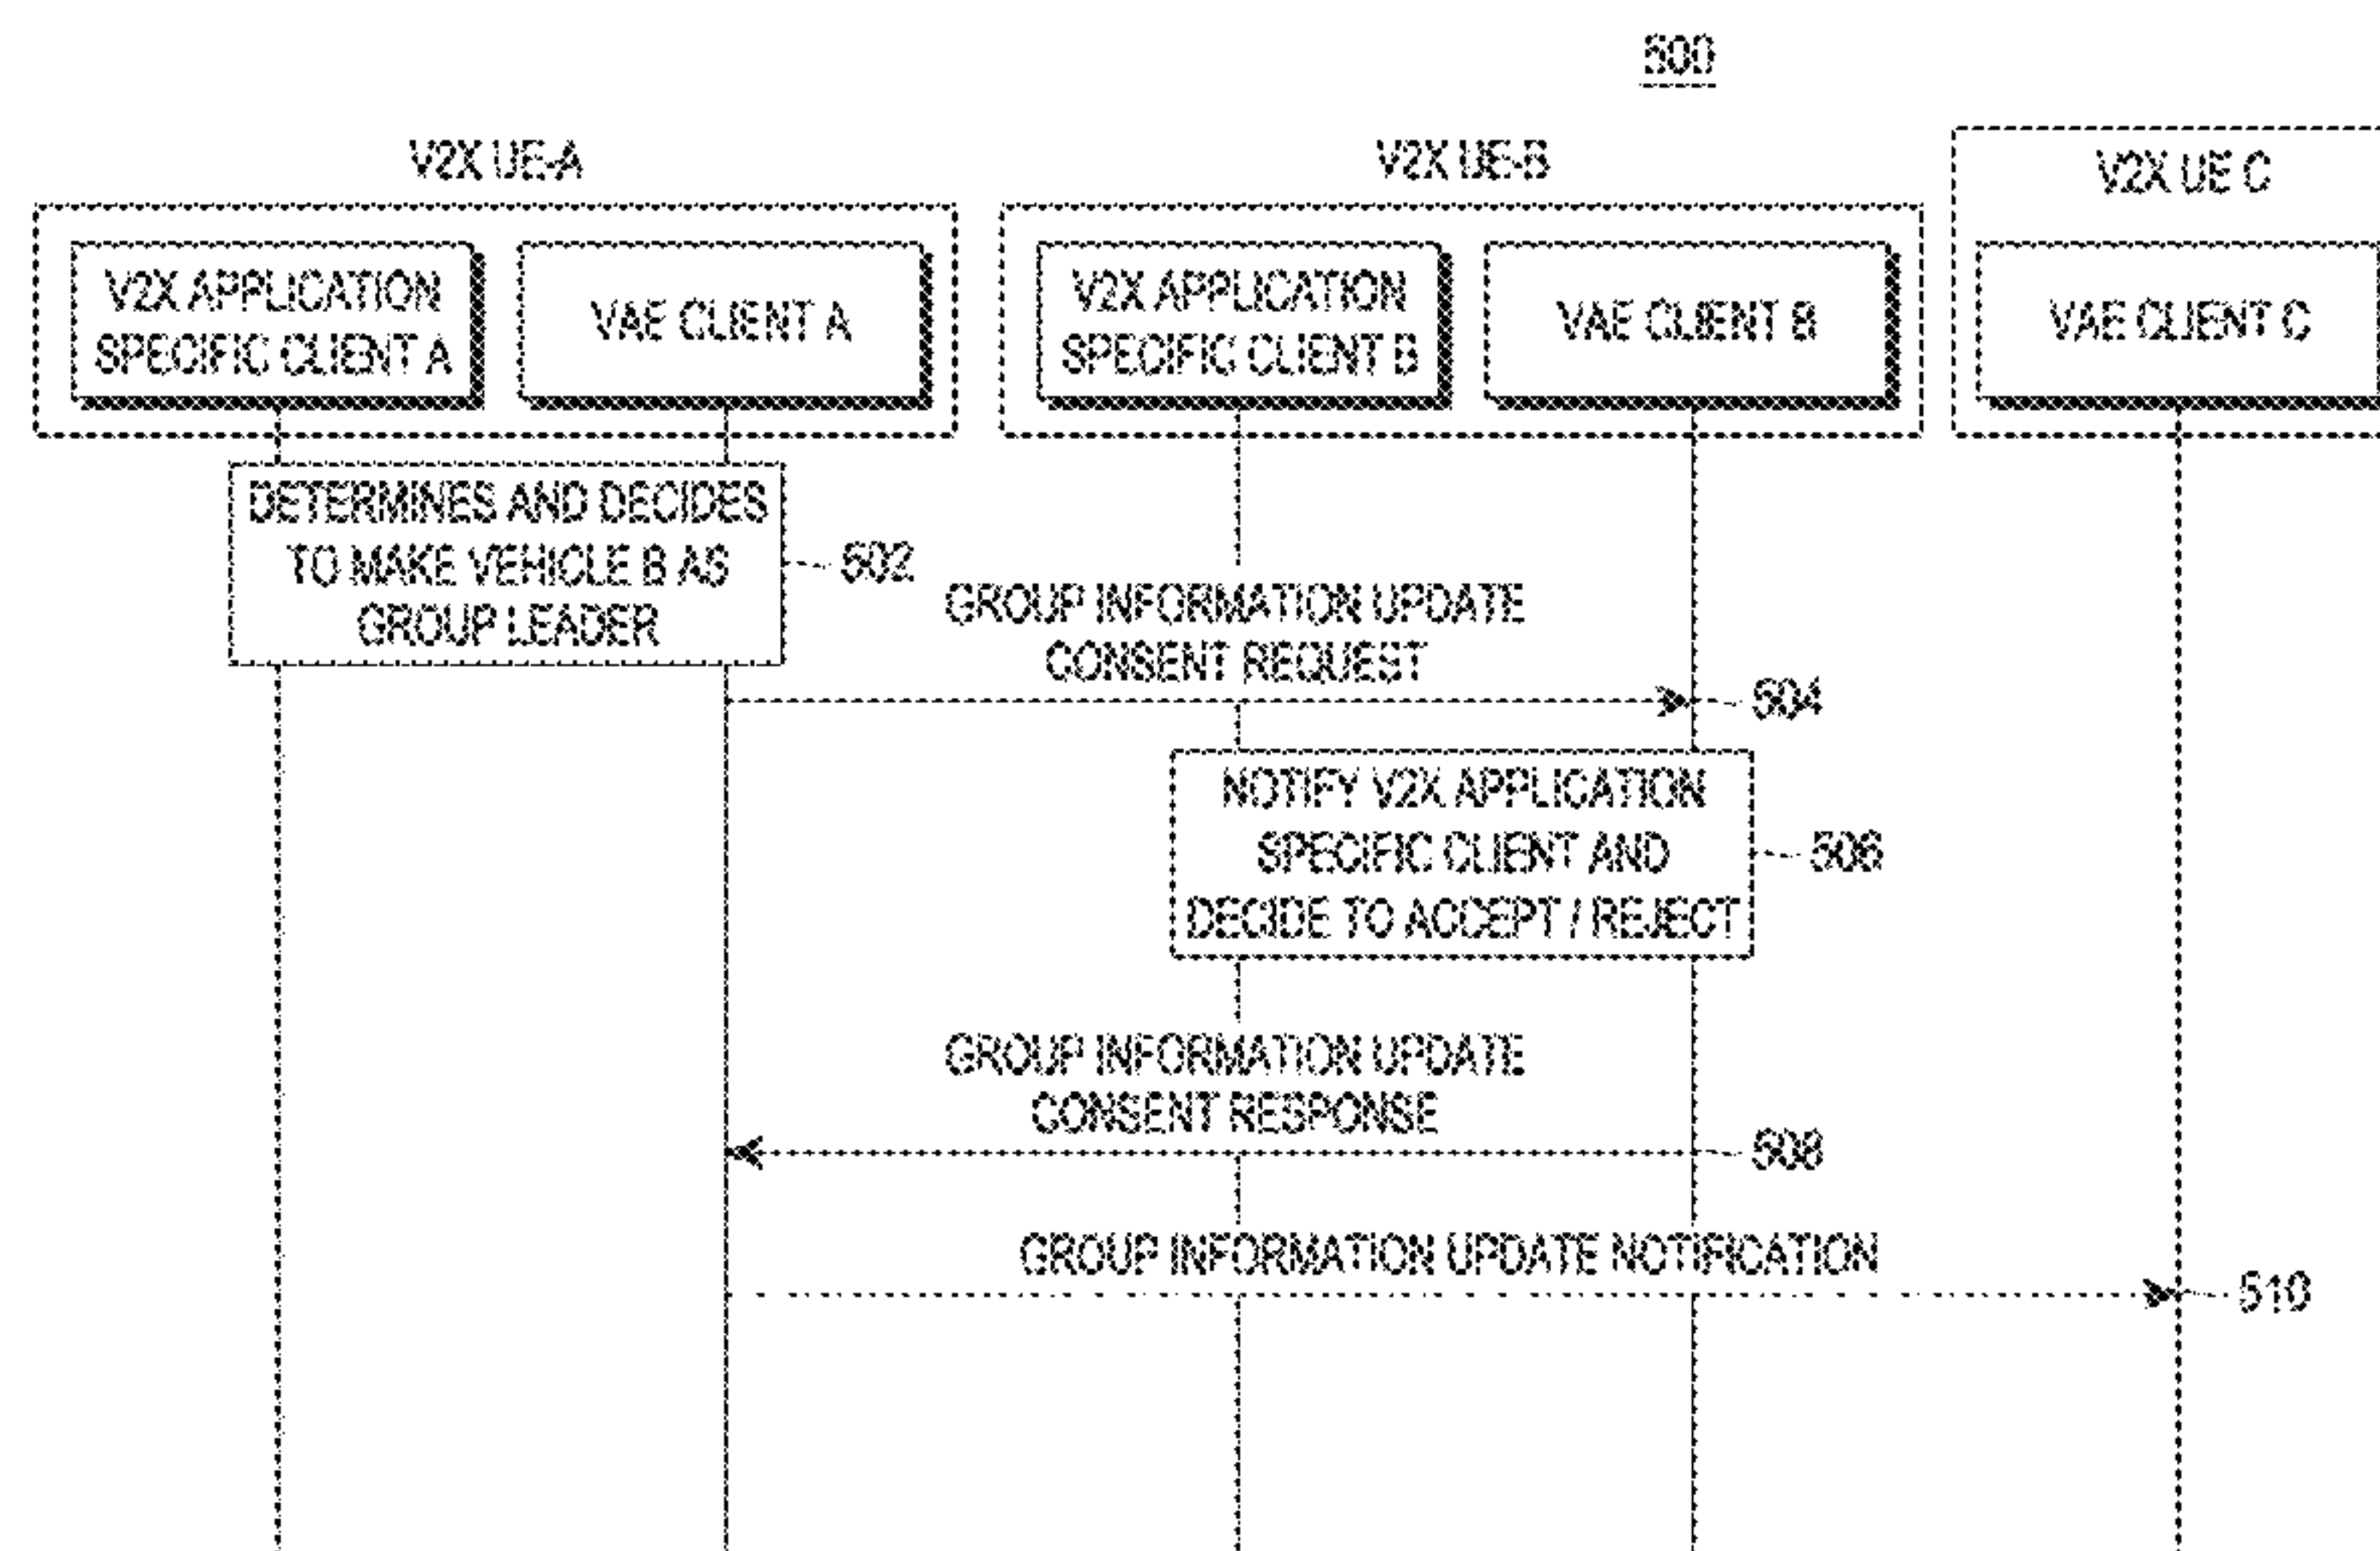 500
V2X UE-A
V2X UE-B
V2X UE C
V2X APPLICATION
SPECIFIC CLIENT A
VAE CLIENT A
V2X APPLICATION
SPECIFIC CLIENT B
VAE CLIENT B
VAE CLIENT C
DETERMINES AND DECIDES
TO MAKE VEHICLE B AS
GROUP LEADER
502
GROUP INFORMATION UPDATE
CONSENT REQUEST
504
NOTIFY V2X APPLICATION
SPECIFIC CLIENT AND
DECIDE TO ACCEPT / REJECT
506
GROUP INFORMATION UPDATE
CONSENT RESPONSE
508
GROUP INFORMATION UPDATE NOTIFICATION
510